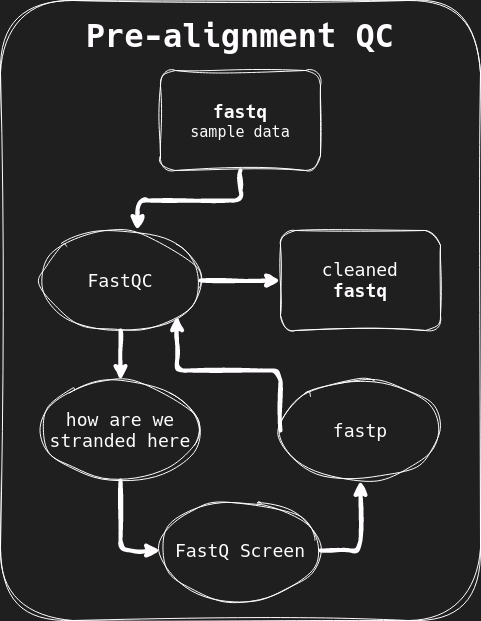 Pre-alignment QC
fastq
sample data
FastQC
cleaned
fastq
how are we
stranded here
fastp
FastQ Screen